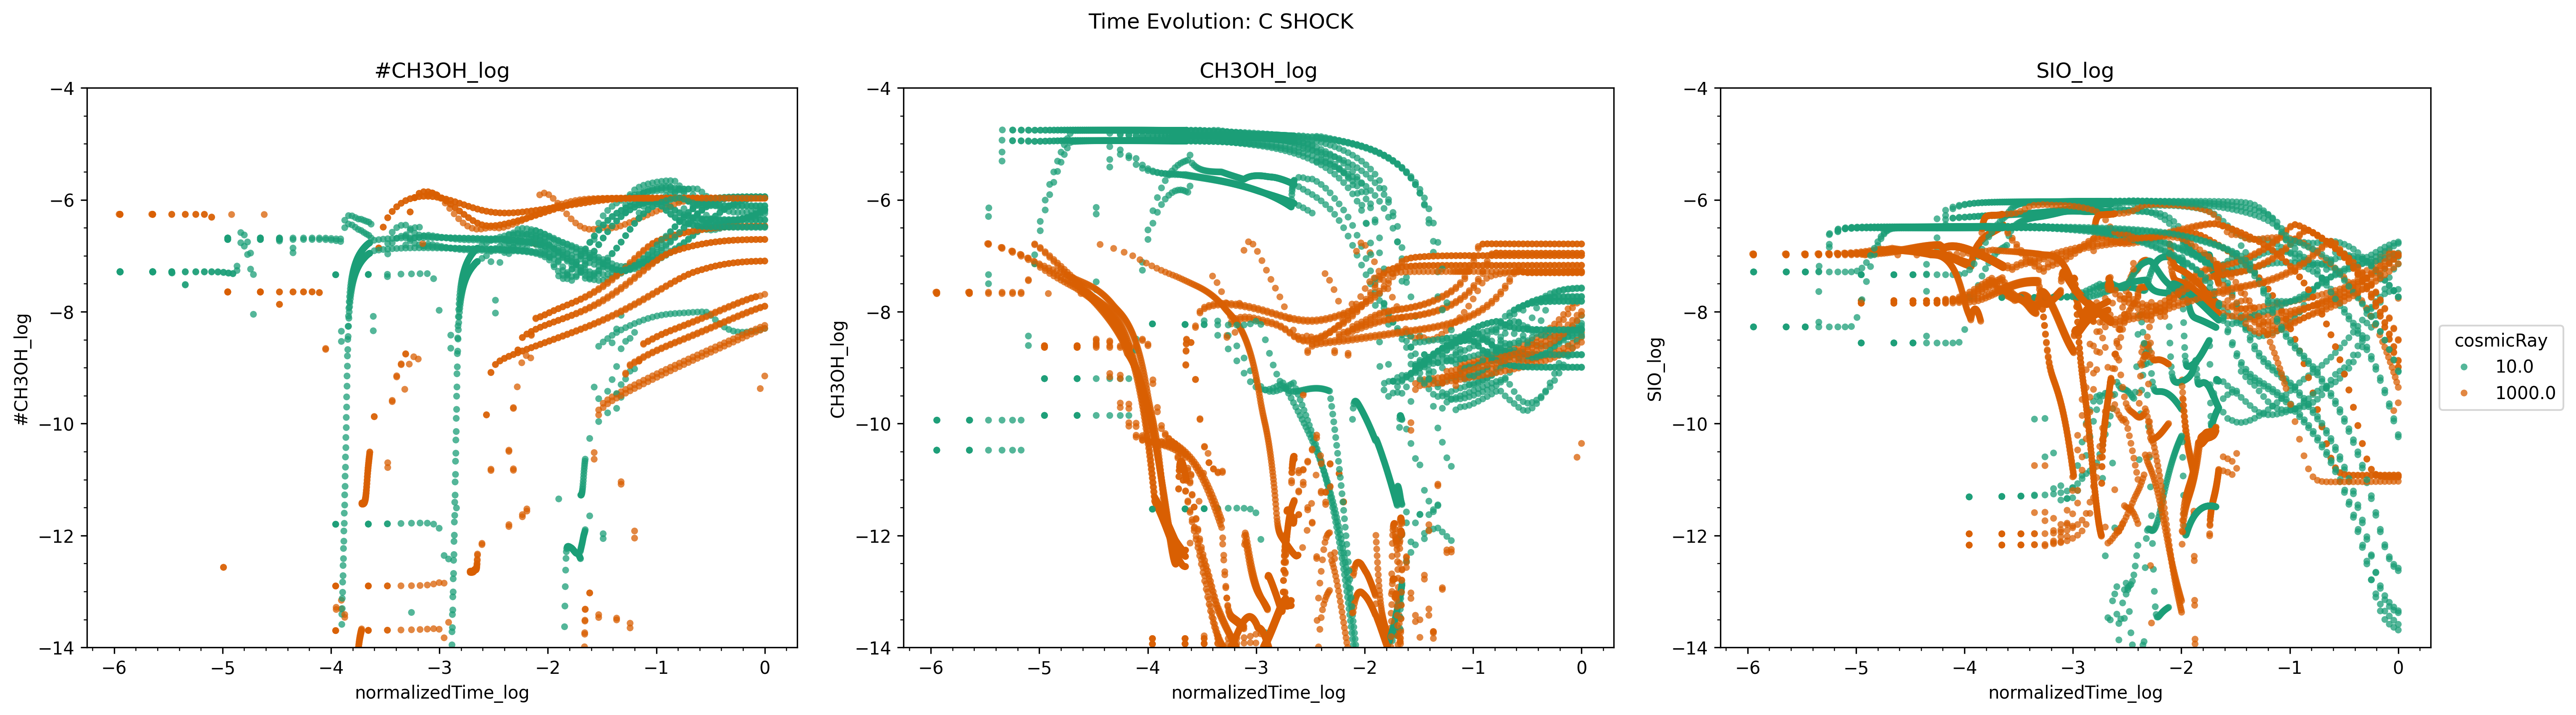 Time Evolution: C SHOCK
#CH3OH_log
CH3OH_log
SIO_log
#CH3OH_log
−4
−6
−8
−10
−12
−14
−6 −5 −4 −3 −2 −1 0
normalizedTime_log
CH3OH_log
−4
−6
−8
−10
−12
−14
−6 −5 −4 −3 −2 −1 0
normalizedTime_log
SIO_log
−4
−6
−8
−10
−12
−14
−6 −5 −4 −3 −2 −1 0
normalizedTime_log
cosmicRay
10.0
1000.0